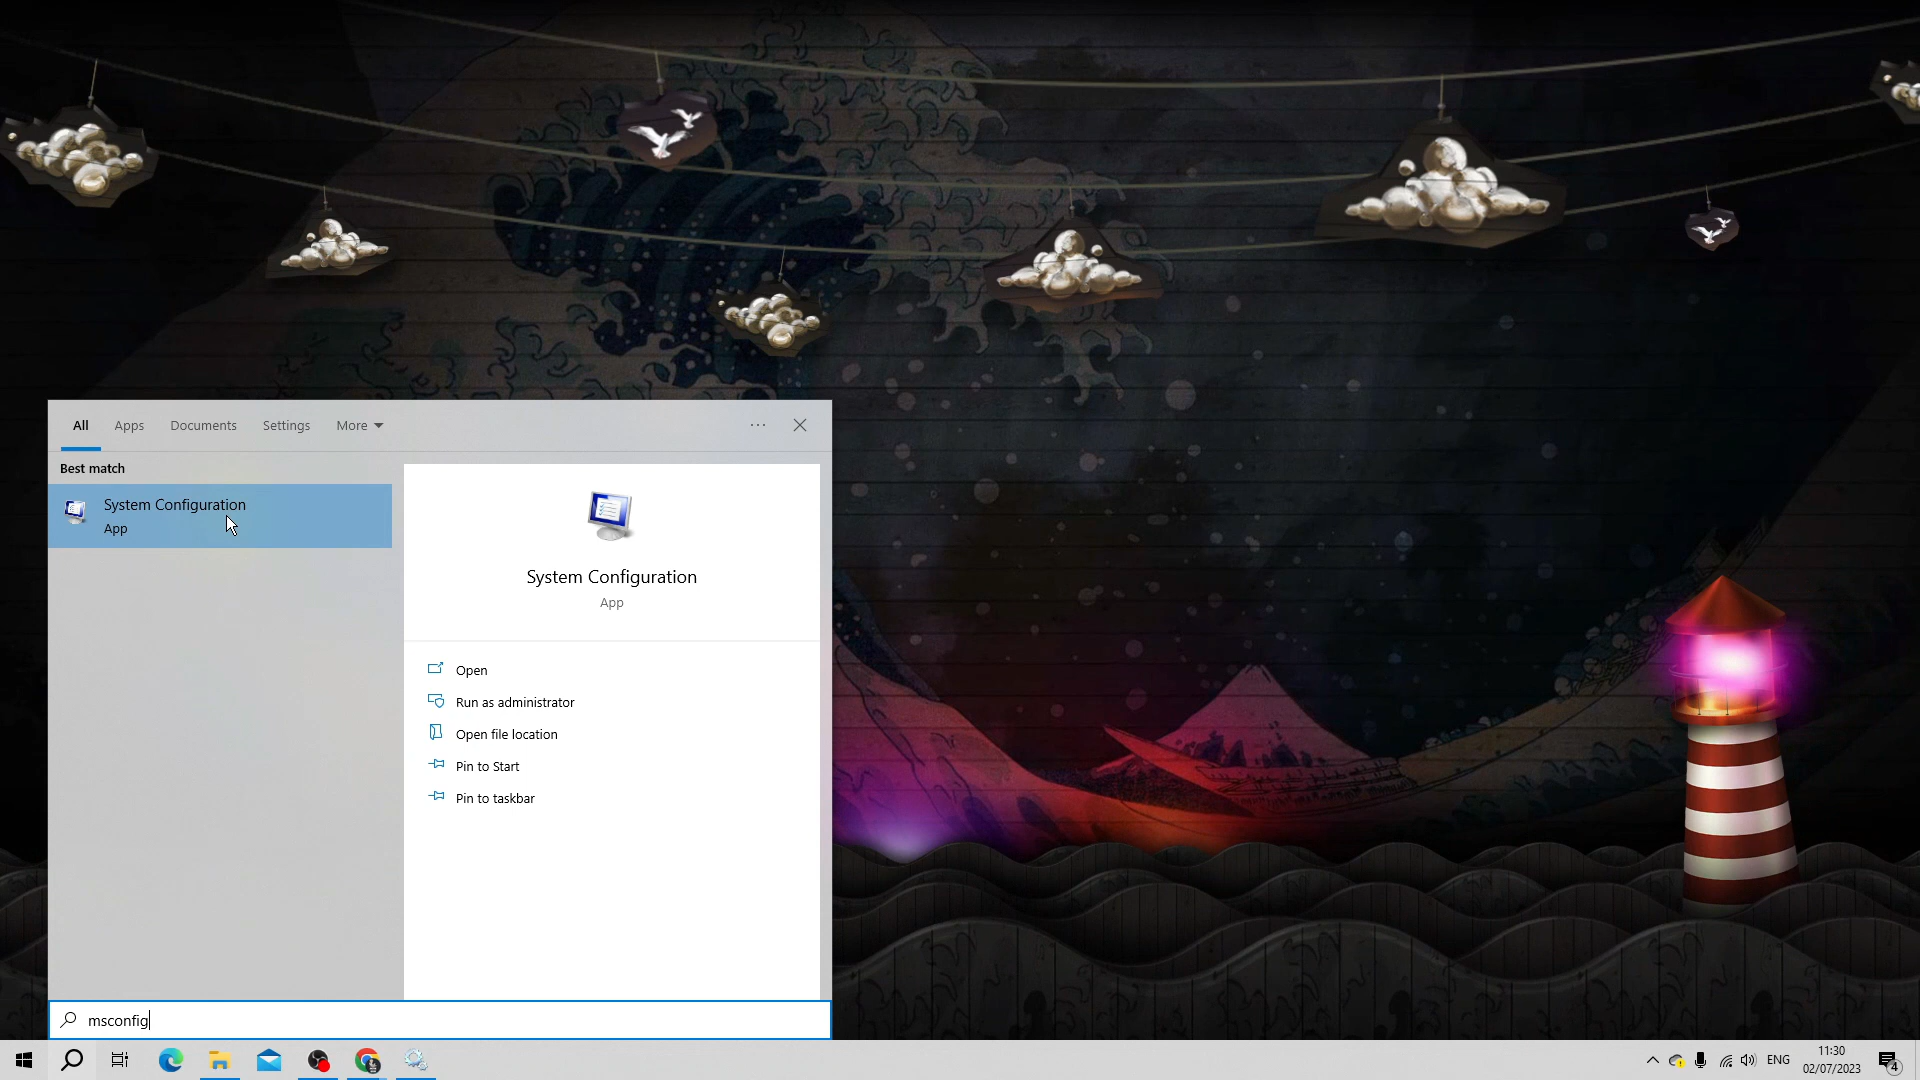 All Apps Documents Settings More
Best match
System Configuration
App
System Configuration
App
Open
Run as administrator
Open file location
Pin to Start
Pin to taskbar
msconfig
ENG
11:30
02/07/2023
4